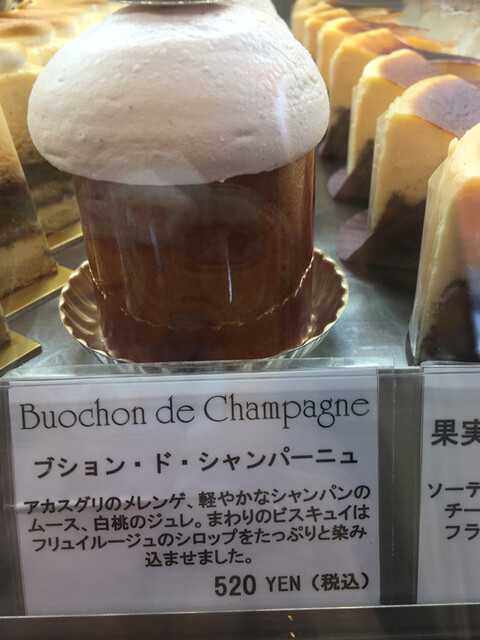 Buochon de Champagne
ブション・ド・シャンパーニュ
アカスグリのメレンゲ、軽やかなシャンパンの
ムース、白桃のジュレ。まわりのビスキュイは
フリュイルージュのシロップをたっぷりと染み
込ませました。
520 YEN（税込）
果実
ソーテ
チー
フラ